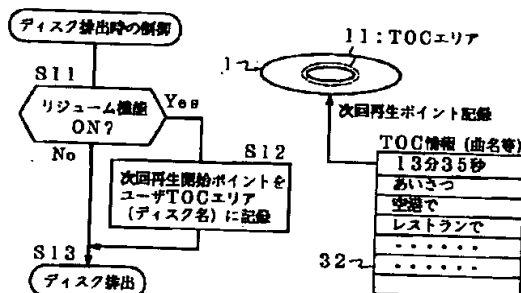 ディスク排出時の制御
S11
リジューム機能
ON?
Yes
No
S12
次回再生開始ポイントを
ユーザTOCエリア
(ディスク名)に記録
S13
ディスク排出
11:TOCエリア
1
次回再生ポイント記録
TOC情報(曲名等)
13分35秒
あいさつ
空港で
レストランで
・・・・・・
・・・・・・
32